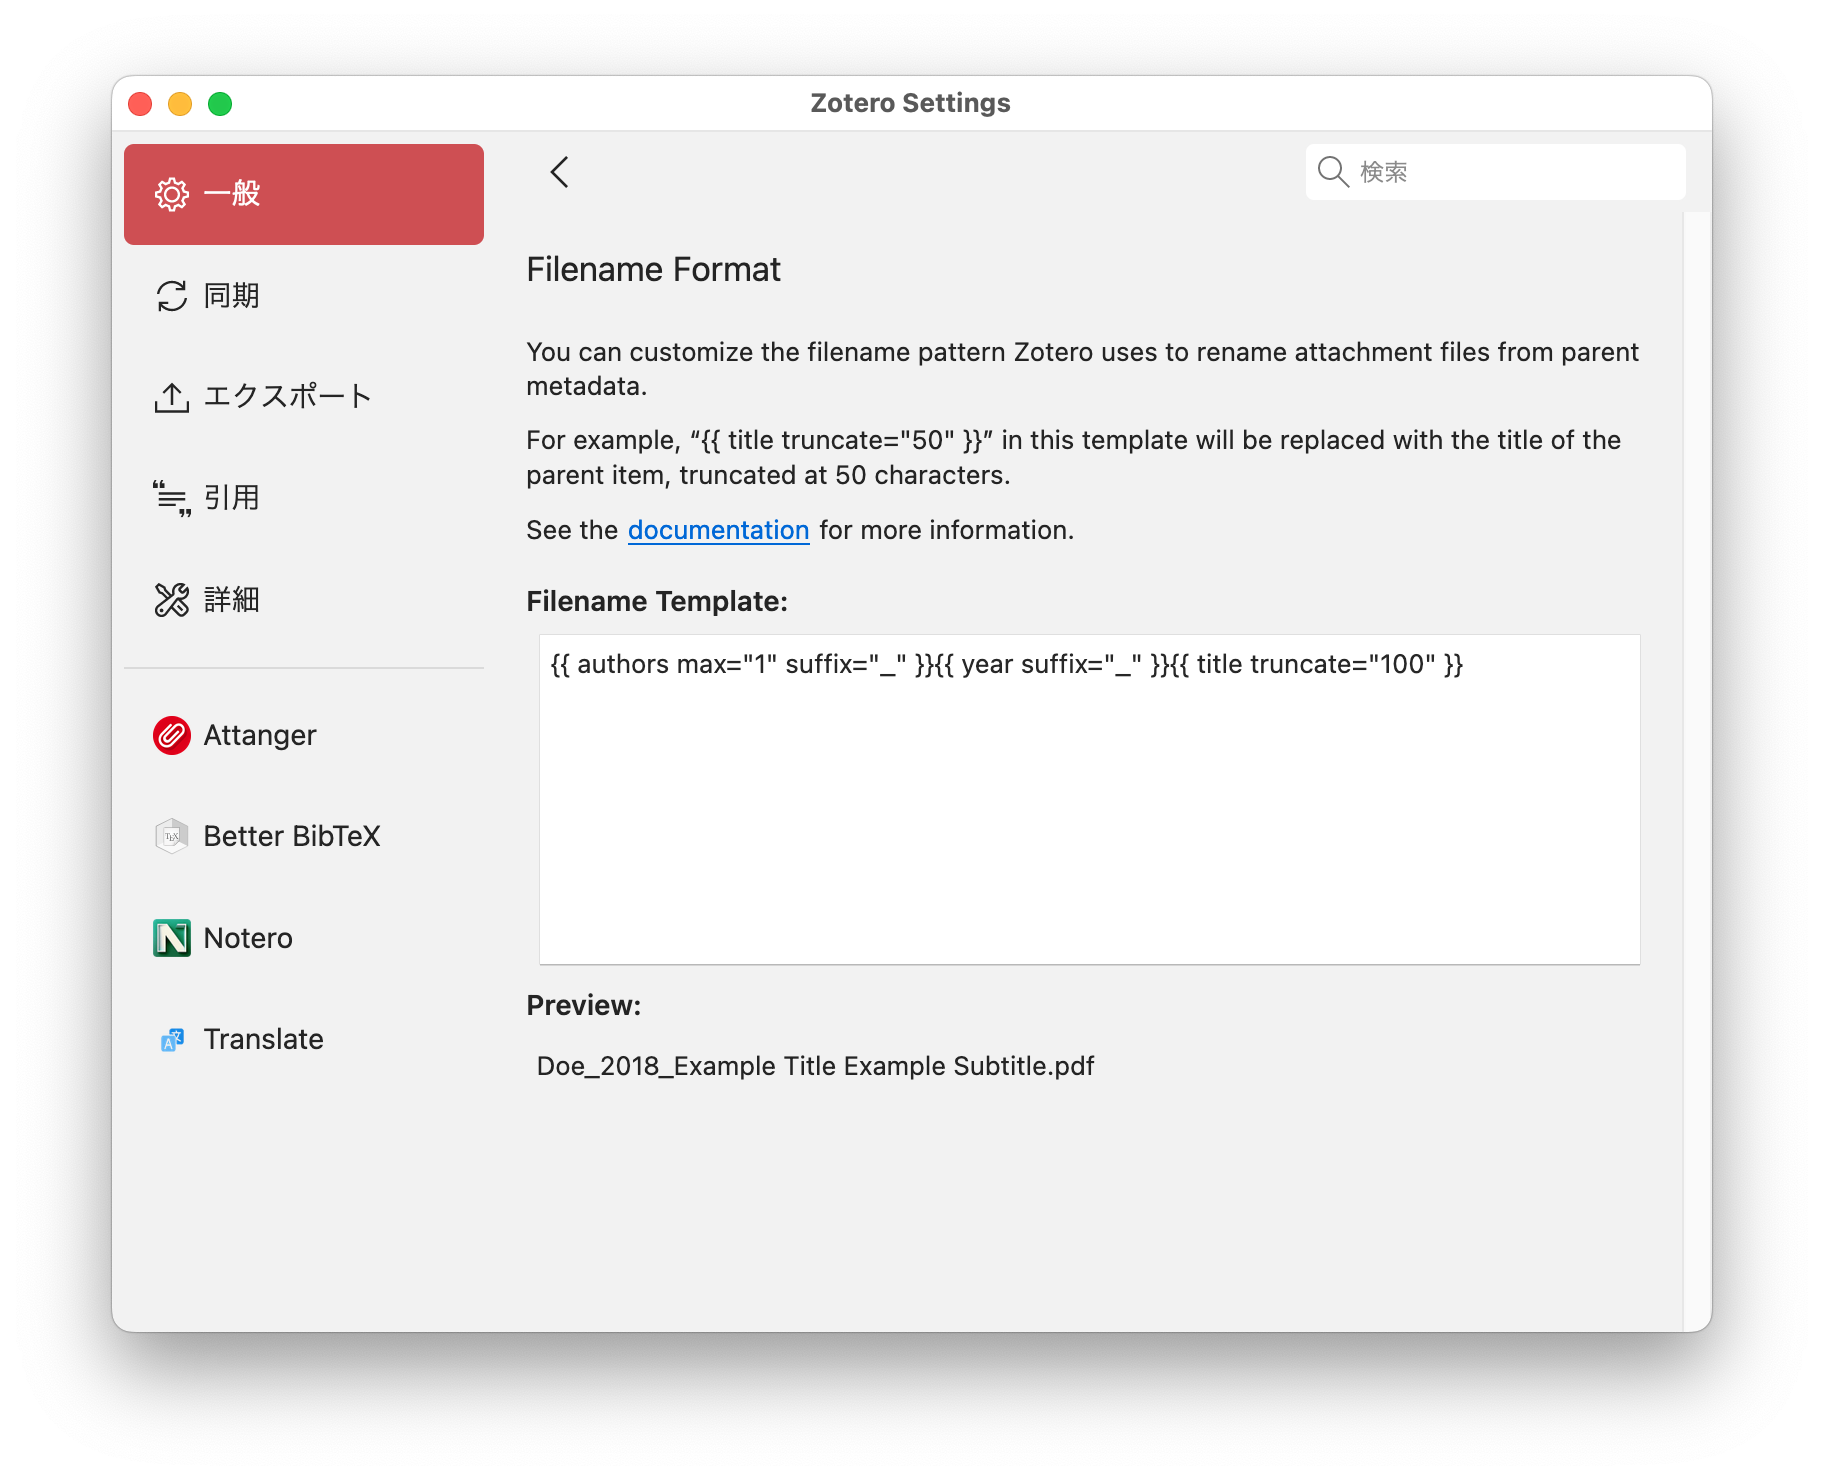 Zotero Settings
一般
同期
エクスポート
引用
詳細
Attanger
Better BibTeX
Notero
Translate
検索
Filename Format
You can customize the filename pattern Zotero uses to rename attachment files from parent
metadata.
For example, “{{ title truncate="50" }}” in this template will be replaced with the title of the
parent item, truncated at 50 characters.
See the documentation for more information.
Filename Template:
{{ authors max="1" suffix="_" }}{{ year suffix="_" }}{{ title truncate="100" }}
Preview:
Doe_2018_Example Title Example Subtitle.pdf